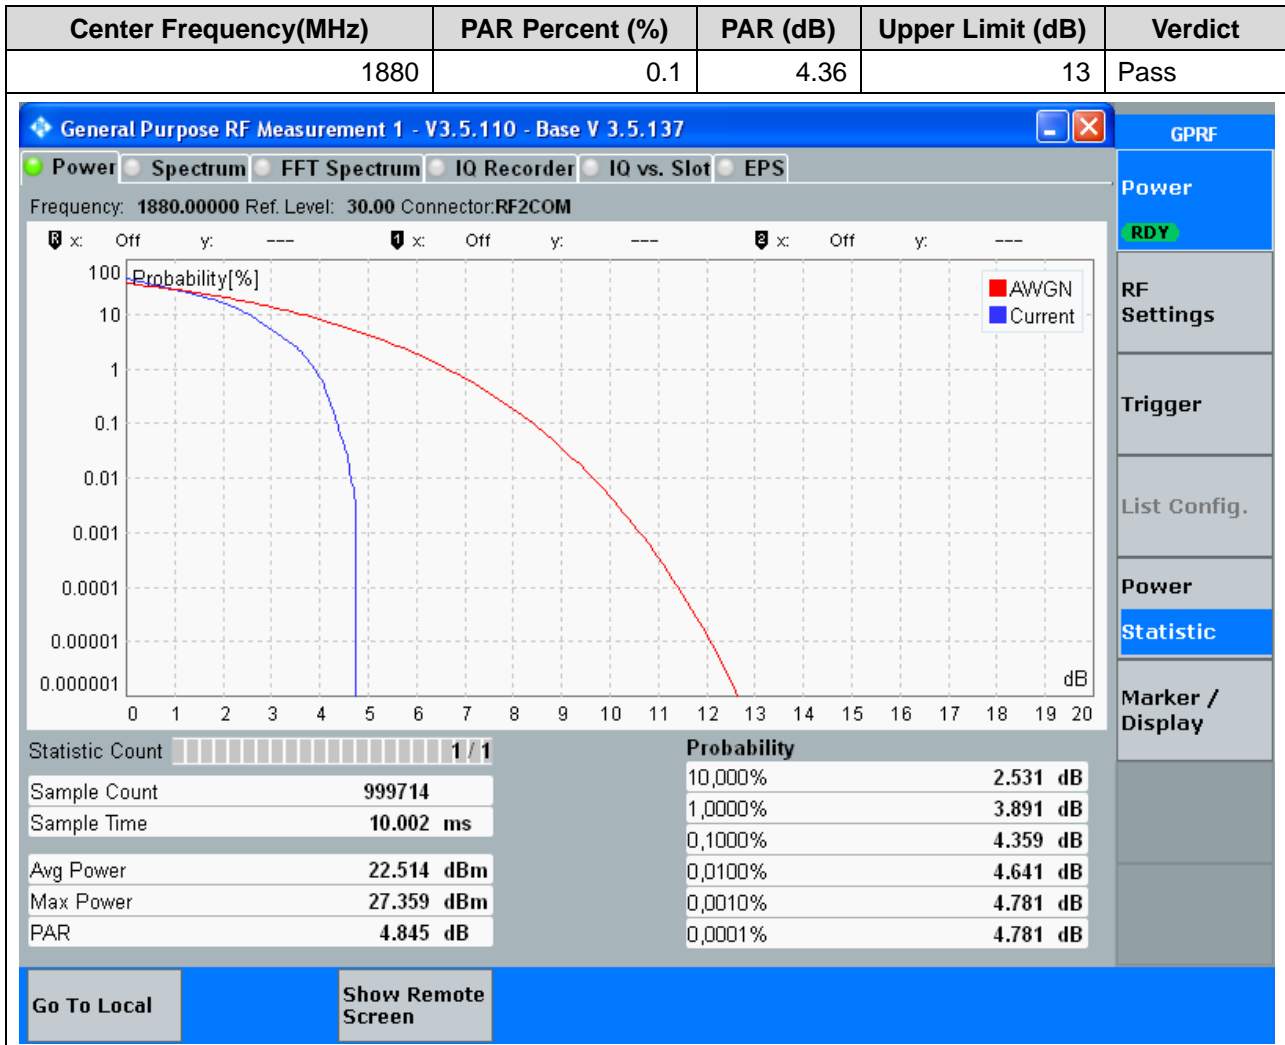 Center Frequency(MHz) PAR Percent (%) PAR (dB) Upper Limit (dB) Verdict
1880 0.1 4.36 13 Pass
General Purpose RF Measurement 1 - V3.5.110 - Base V 3.5.137
GPRF
Power Spectrum FFT Spectrum IQ Recorder IQ vs. Slot EPS
Power
RDY
Frequency: 1880.00000 Ref. Level: 30.00 Connector:RF2COM
R x: Off y: --- 1 x: Off y: --- 2 x: Off y: ---
Probability[%]
AWGN
Current
100
10
1
0.1
0.01
0.001
0.0001
0.00001
0.000001
dB
0 1 2 3 4 5 6 7 8 9 10 11 12 13 14 15 16 17 18 19 20
RF
Settings
Trigger
List Config.
Power
Statistic
Marker /
Display
Statistic Count 1 / 1
Sample Count 999714
Sample Time 10.002 ms
Avg Power 22.514 dBm
Max Power 27.359 dBm
PAR 4.845 dB
Probability
10,000% 2.531 dB
1,0000% 3.891 dB
0,1000% 4.359 dB
0,0100% 4.641 dB
0,0010% 4.781 dB
0,0001% 4.781 dB
Go To Local
Show Remote
Screen